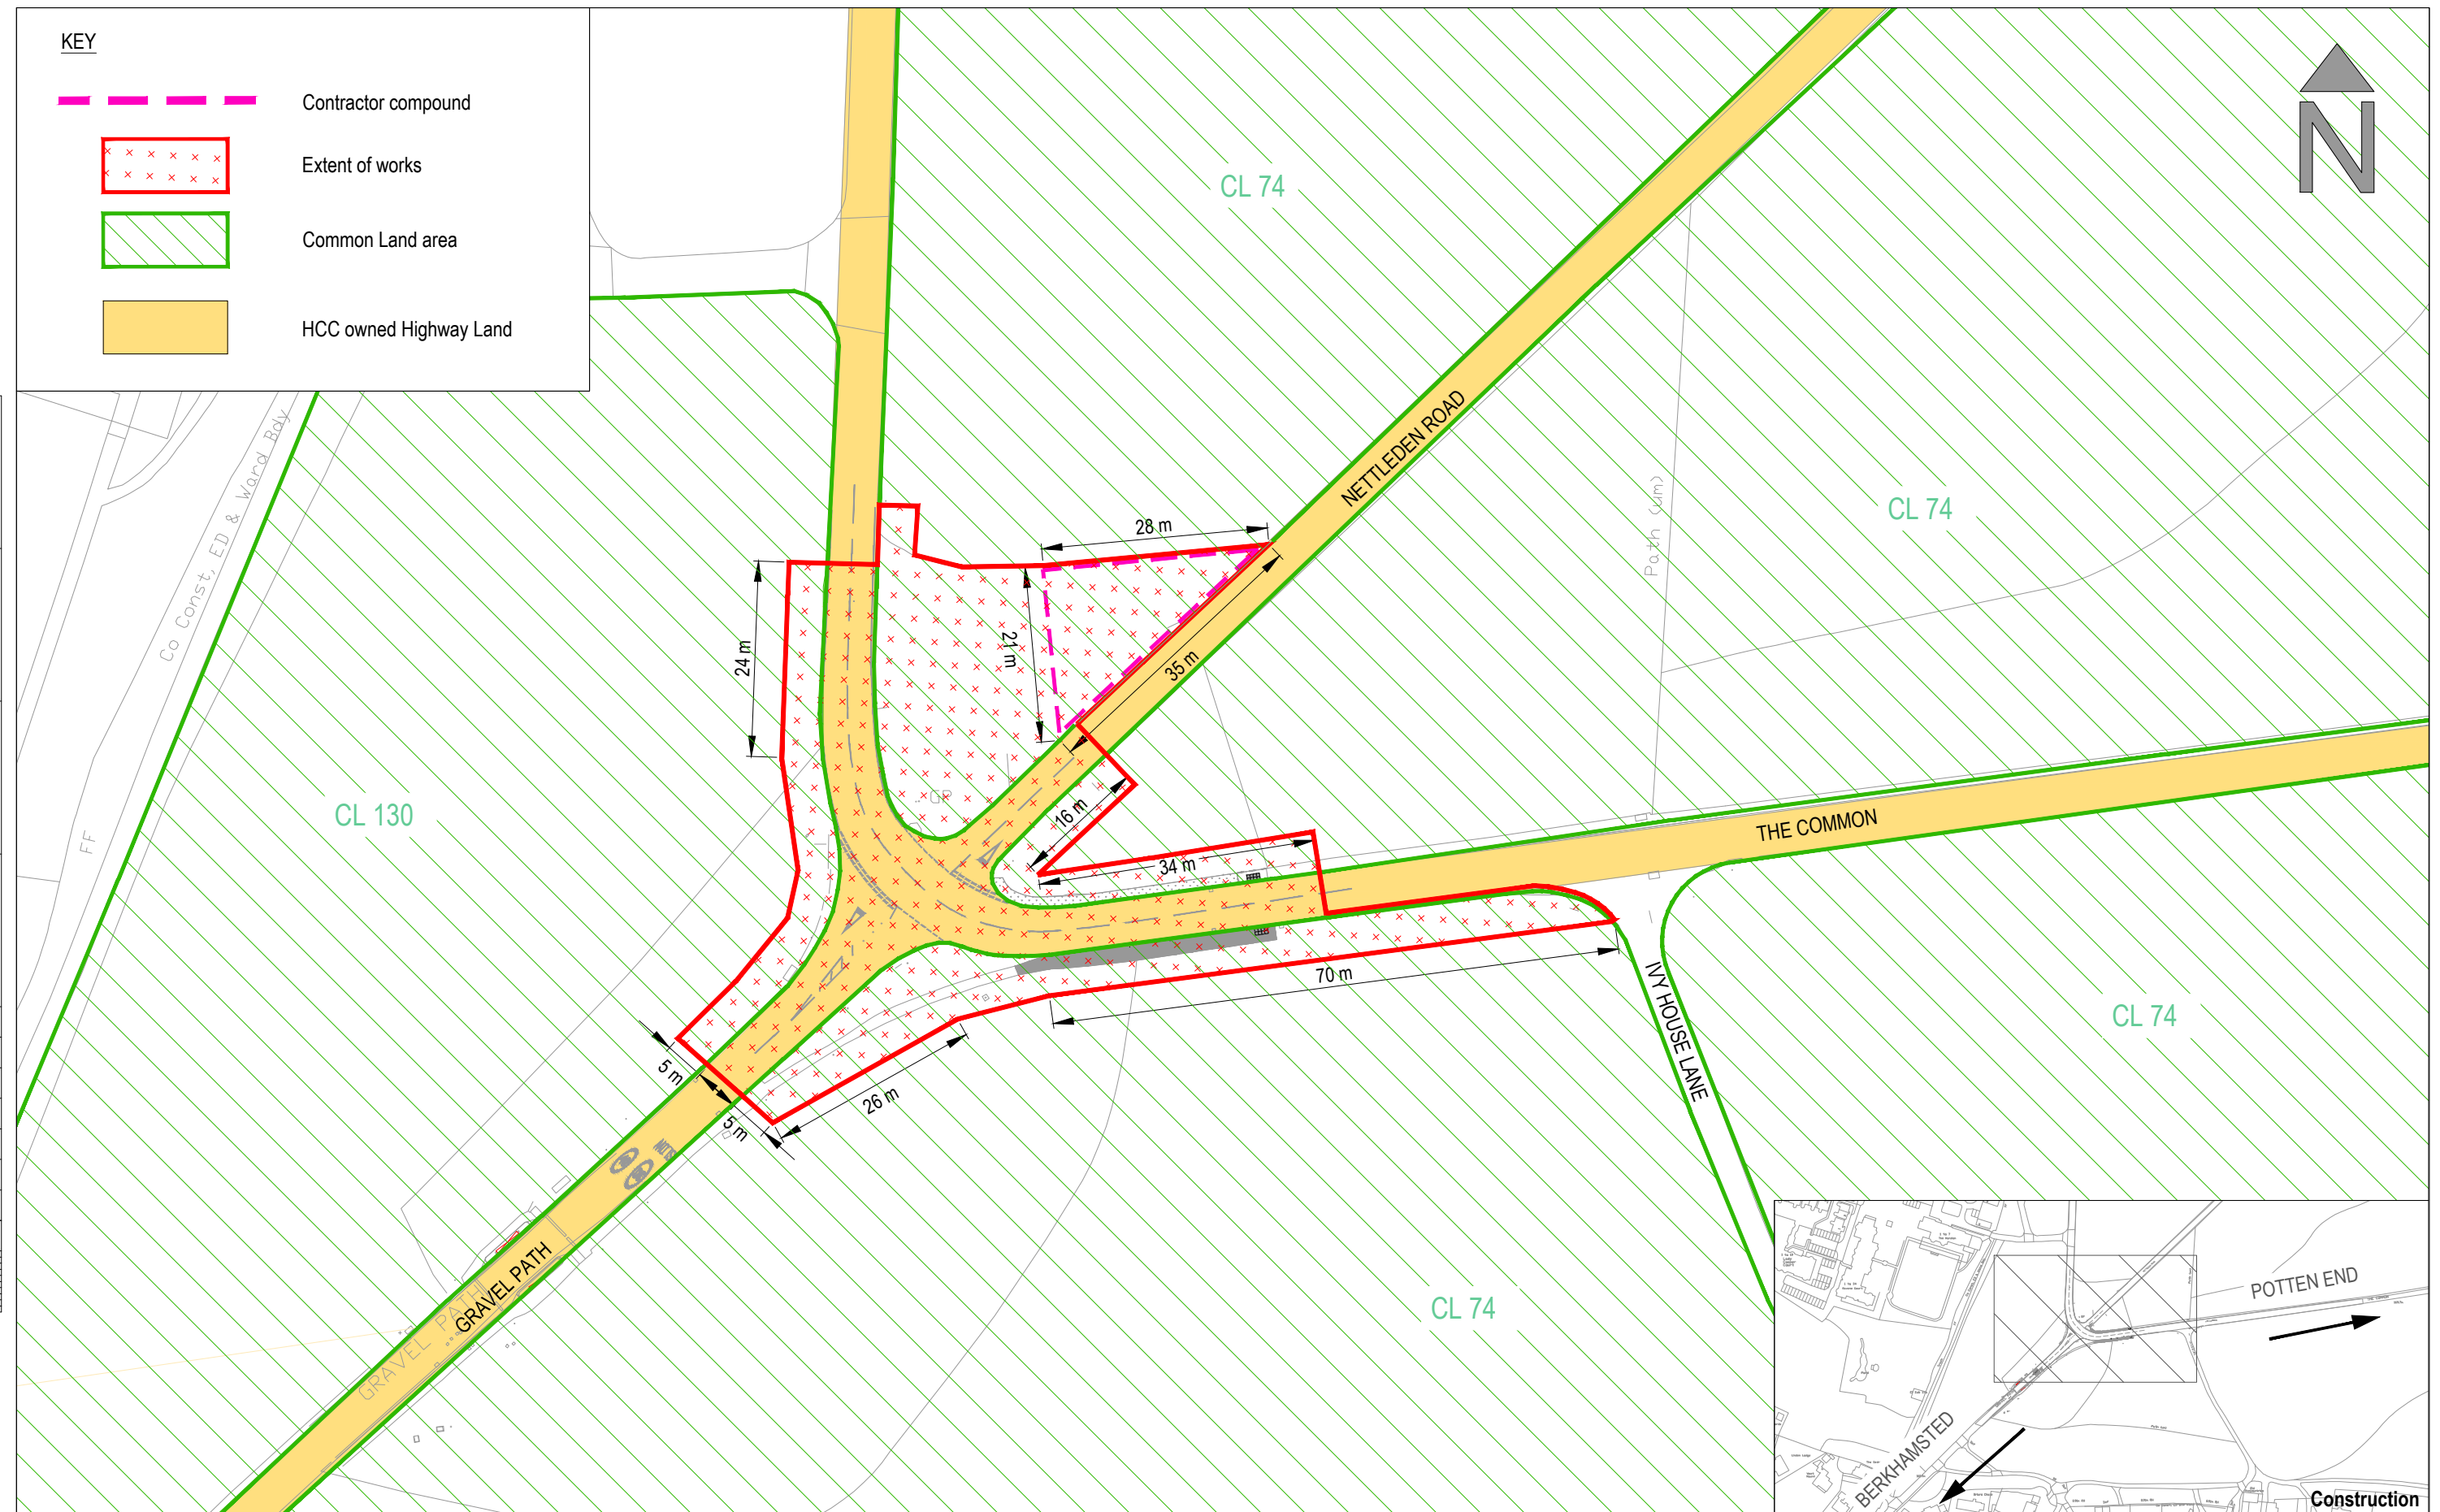 KEY
Contractor compound
Extent of works
Common Land area
HCC owned Highway Land
N
CL 74
NETTLEDEN ROAD
Co Const, ED & Ward Bdy
Path (um)
CL 74
28 m
24 m
21 m
35 m
FF
CL 130
GP
16 m
34 m
THE COMMON
70 m
IVY HOUSE LANE
CL 74
5 m
5 m
26 m
GRAVEL PATH
GRAVEL PATH
CL 74
POTTEN END
BERKHAMSTED
Construction